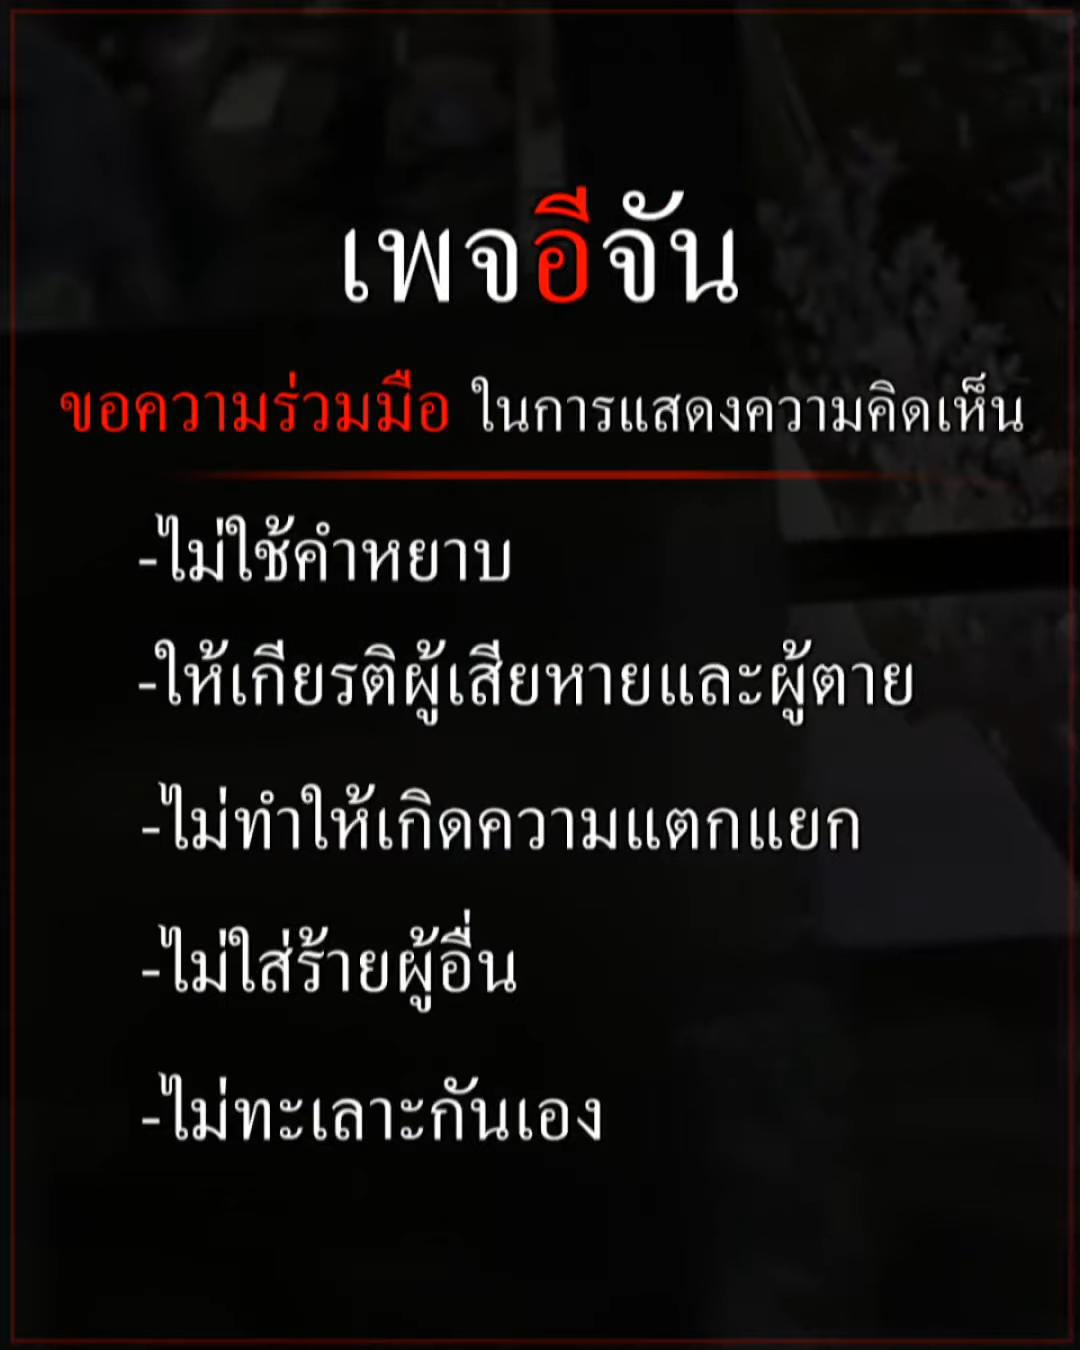 เพจอีจัน
ขอความร่วมมือ ในการแสดงความคิดเห็น
-ไม่ใช้คำหยาบ
-ให้เกียรติผู้เสียหายและผู้ตาย
-ไม่ทำให้เกิดความแตกแยก
-ไม่ใส่ร้ายผู้อื่น
-ไม่ทะเลาะกันเอง